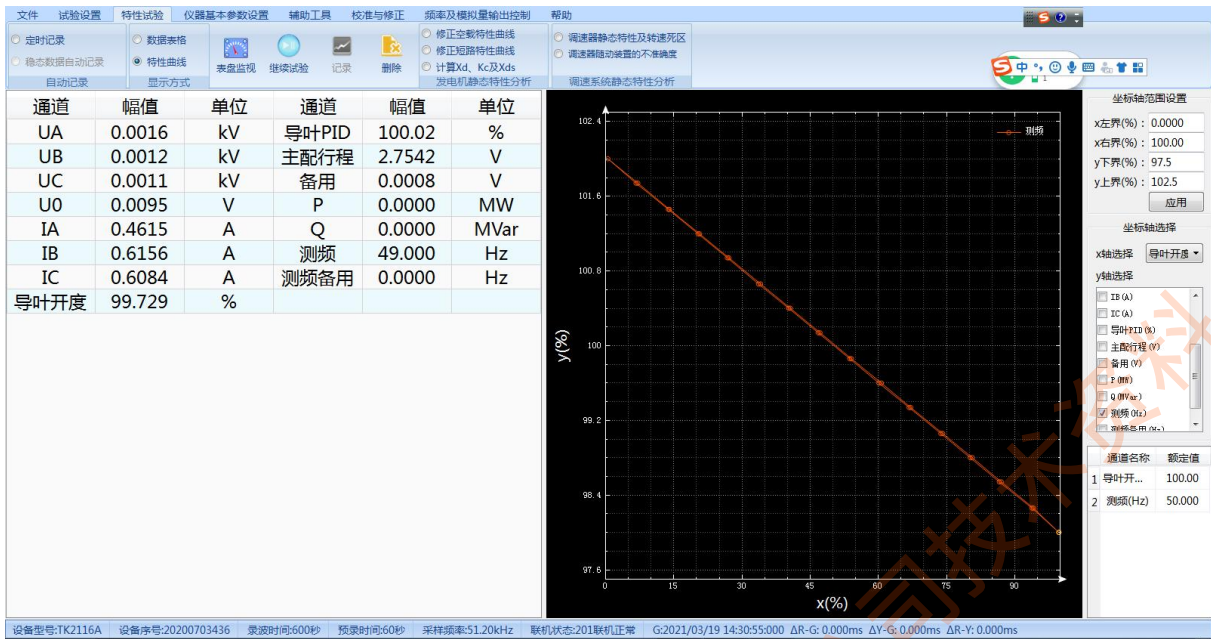 文件 试验设置 特性试验 仪器基本参数设置 辅助工具 校准与修正 频率及模拟量输出控制 帮助
定时记录
稳态数据自动记录
自动记录
数据表格
特性曲线
显示方式
表盘监视 继续试验 记录 删除
修正空载特性曲线
修正短路特性曲线
计算Xd、Kc及Xds
发电机静态特性分析
调速器静态特性及转速死区
调速器随动装置的不准确度
调速系统静态特性分析
中
1
通道 幅值 单位 通道 幅值 单位
UA 0.0016 kV 导叶PID 100.02 %
UB 0.0012 kV 主配行程 2.7542 V
UC 0.0011 kV 备用 0.0008 V
U0 0.0095 V P 0.0000 MW
IA 0.4615 A Q 0.0000 MVar
IB 0.6156 A 测频 49.000 Hz
IC 0.6084 A 测频备用 0.0000 Hz
导叶开度 99.729 %
测频
102.4
101.6
100.8
100
99.2
98.4
97.6
y(%)
0 15 30 45 60 75 90
x(%)
坐标轴范围设置
x左界(%)：0.0000
x右界(%)：100.00
y下界(%)：97.5
y上界(%)：102.5
应用
坐标轴选择
x轴选择 导叶开度
y轴选择
IB(A)
IC(A)
导叶PID(%)
主配行程(V)
备用(V)
P(MW)
Q(MVar)
测频(Hz)
测频备用(Hz)
通道名称 额定值
1 导叶开... 100.00
2 测频(Hz) 50.000
司技术资料
设备型号:TK2116A 设备序号:20200703436 录波时间:600秒 预录时间:60秒 采样频率:51.20kHz 联机状态:201联机正常 G:2021/03/19 14:30:55:000 ΔR-G: 0.000ms ΔY-G: 0.000ms ΔR-Y: 0.000ms